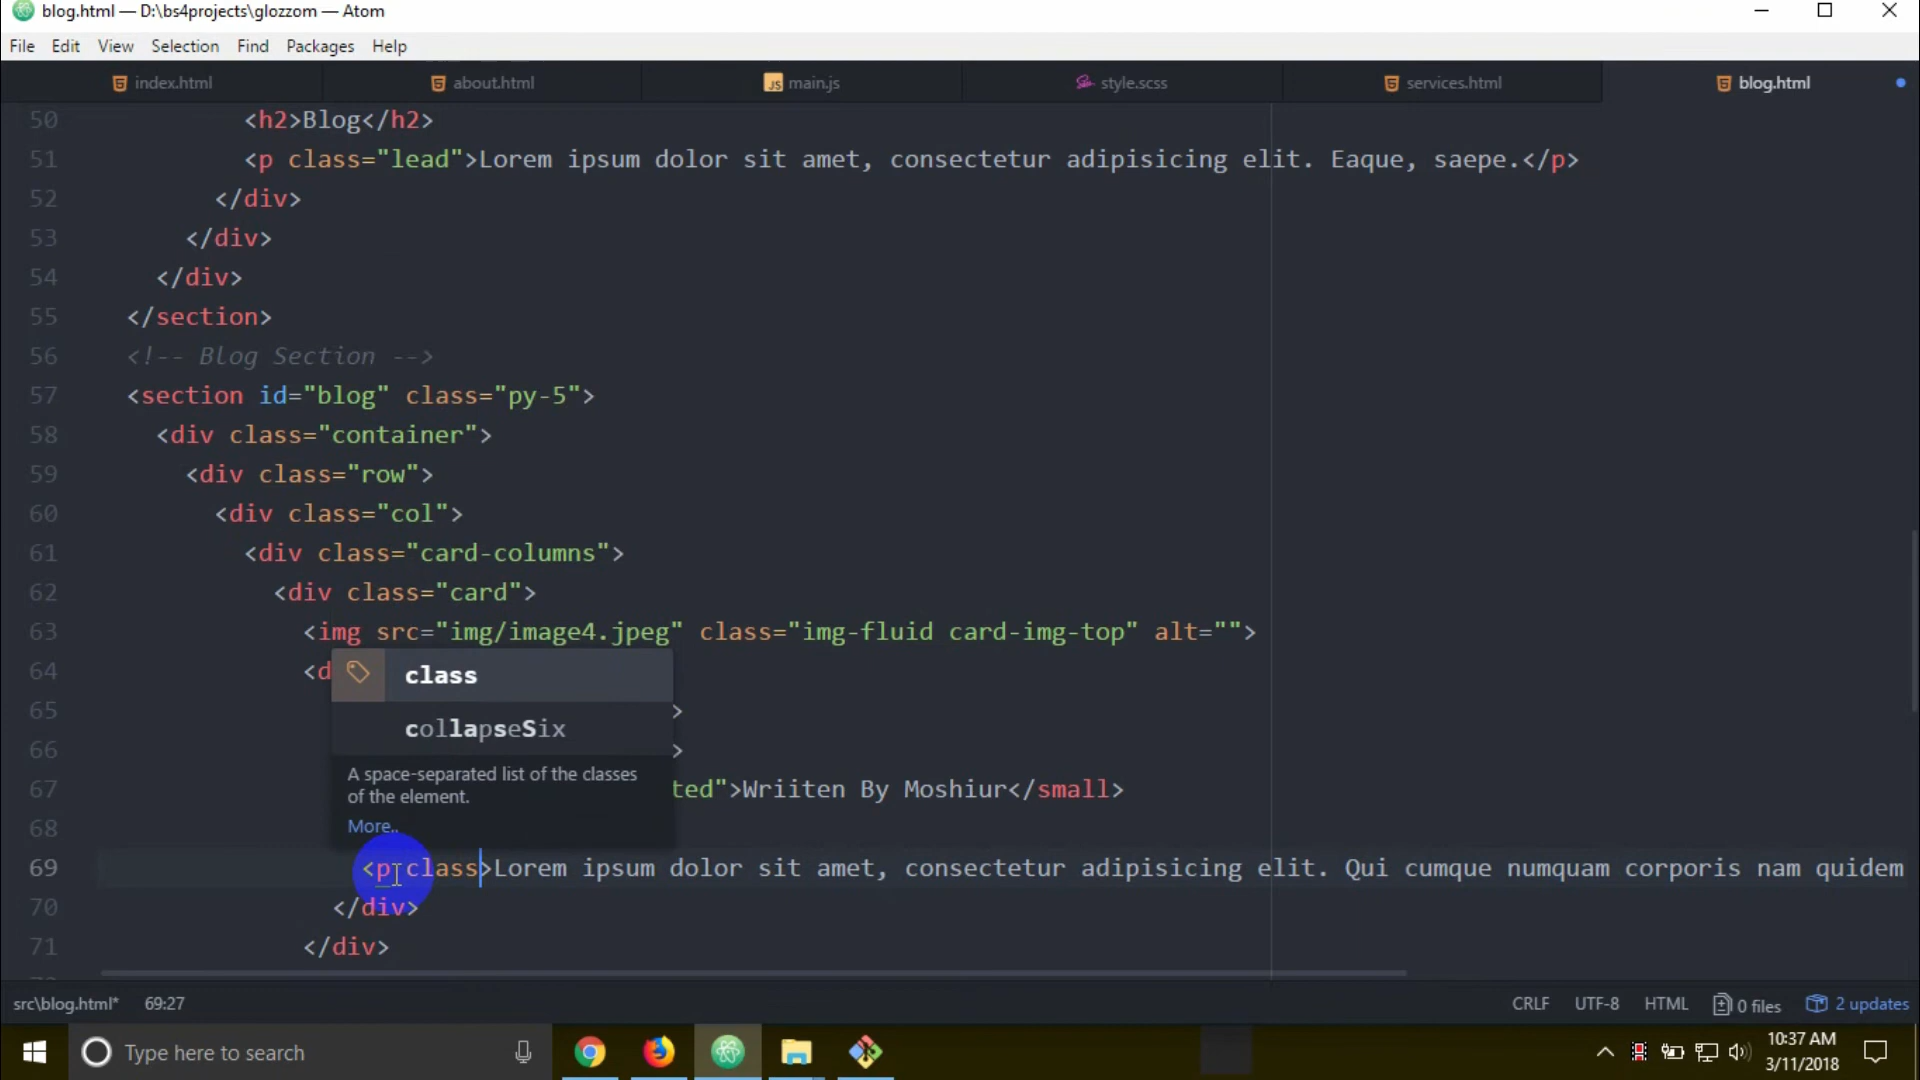 blog.html — D:\bs4projects\glozzom — Atom
File Edit View Selection Find Packages Help
index.html about.html JS main.js style.scss services.html blog.html
50 <h2>Blog</h2>
51 <p class="lead">Lorem ipsum dolor sit amet, consectetur adipisicing elit. Eaque, saepe.</p>
52 </div>
53 </div>
54 </div>
55 </section>
56 <!-- Blog Section -->
57 <section id="blog" class="py-5">
58 <div class="container">
59 <div class="row">
60 <div class="col">
61 <div class="card-columns">
62 <div class="card">
63 <img src="img/image4.jpeg" class="img-fluid card-img-top" alt="">
64 <d
class
collapseSix
65 >
66 >
A space-separated list of the classes
of the element.
67 ted">Wriiten By Moshiur</small>
More..
68
69 <p class>Lorem ipsum dolor sit amet, consectetur adipisicing elit. Qui cumque numquam corporis nam quidem
70 </div>
71 </div>
src\blog.html* 69:27 CRLF UTF-8 HTML 0 files 2 updates
Type here to search
10:37 AM
3/11/2018